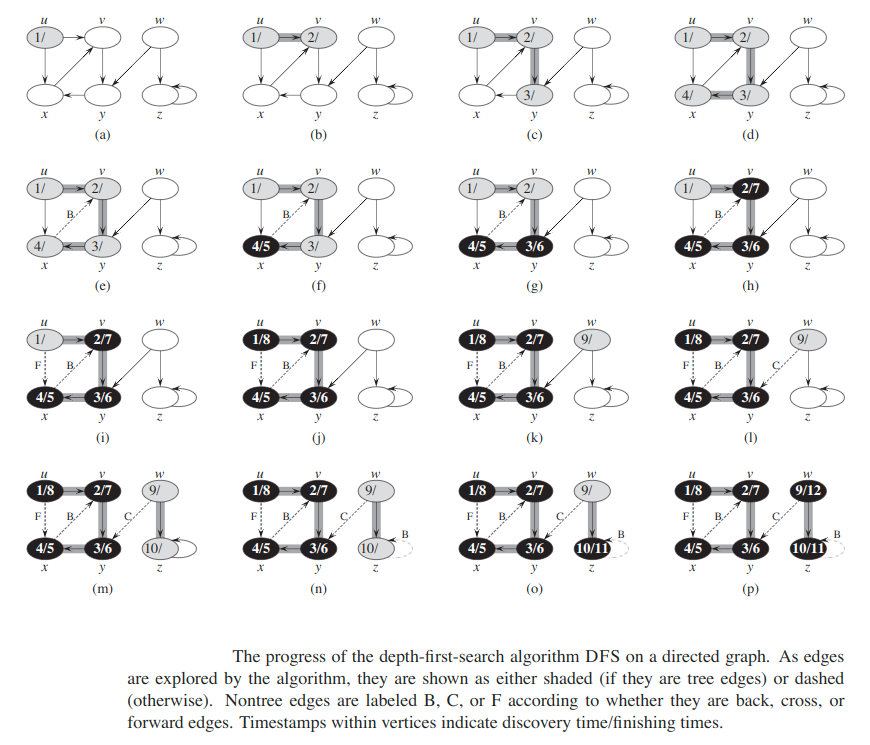 u v w u v w u v w u v w
1/ 1/ 2/ 1/ 2/ 1/ 2/
3/ 4/ 3/
x y z x y z x y z x y z
(a) (b) (c) (d)
u v w u v w u v w u v w
1/ 2/ 1/ 2/ 1/ 2/ 1/ 2/7
B B B B
4/ 3/ 4/5 3/ 4/5 3/6 4/5 3/6
x y z x y z x y z x y z
(e) (f) (g) (h)
u v w u v w u v w u v w
1/ 2/7 1/8 2/7 1/8 2/7 9/ 1/8 2/7 9/
F B F B F B F B C
4/5 3/6 4/5 3/6 4/5 3/6 4/5 3/6
x y z x y z x y z x y z
(i) (j) (k) (l)
u v w u v w u v w u v w
1/8 2/7 9/ 1/8 2/7 9/ 1/8 2/7 9/ 1/8 2/7 9/12
F B C F B C F B C F B C
B B B
4/5 3/6 10/ 4/5 3/6 10/ 4/5 3/6 10/11 4/5 3/6 10/11
x y z x y z x y z x y z
(m) (n) (o) (p)
The progress of the depth-first-search algorithm DFS on a directed graph. As edges
are explored by the algorithm, they are shown as either shaded (if they are tree edges) or dashed
(otherwise). Nontree edges are labeled B, C, or F according to whether they are back, cross, or
forward edges. Timestamps within vertices indicate discovery time/finishing times.